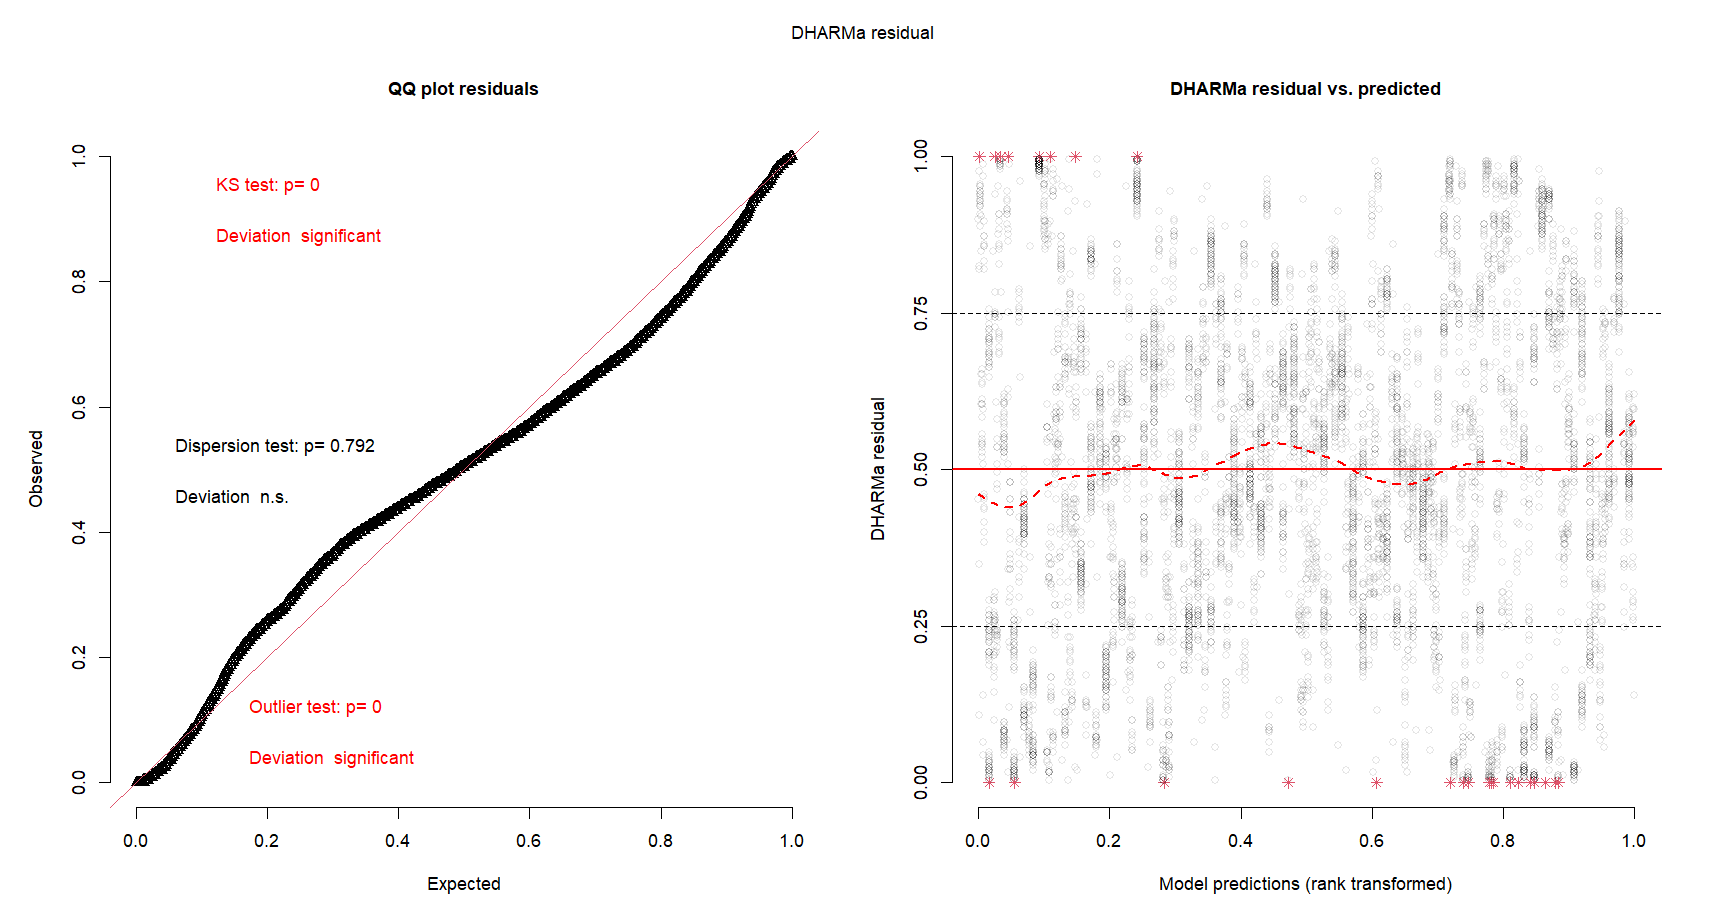 DHARMa residual
QQ plot residuals
KS test: p= 0
Deviation  significant
Dispersion test: p= 0.792
Deviation  n.s.
Outlier test: p= 0
Deviation  significant
Observed
0.0
0.2
0.4
0.6
0.8
1.0
0.0 0.2 0.4 0.6 0.8 1.0
Expected
DHARMa residual vs. predicted
DHARMa residual
0.00
0.25
0.50
0.75
1.00
0.0 0.2 0.4 0.6 0.8 1.0
Model predictions (rank transformed)